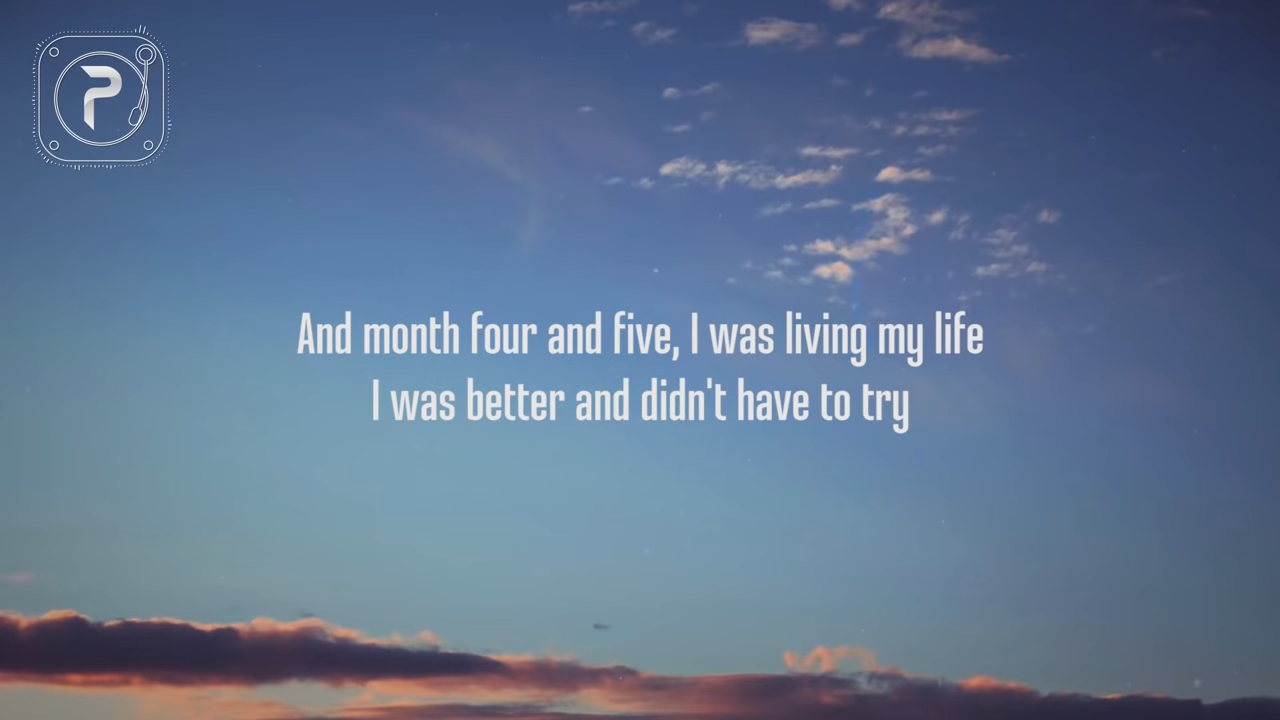 P
And month four and five, I was living my life
I was better and didn't have to try